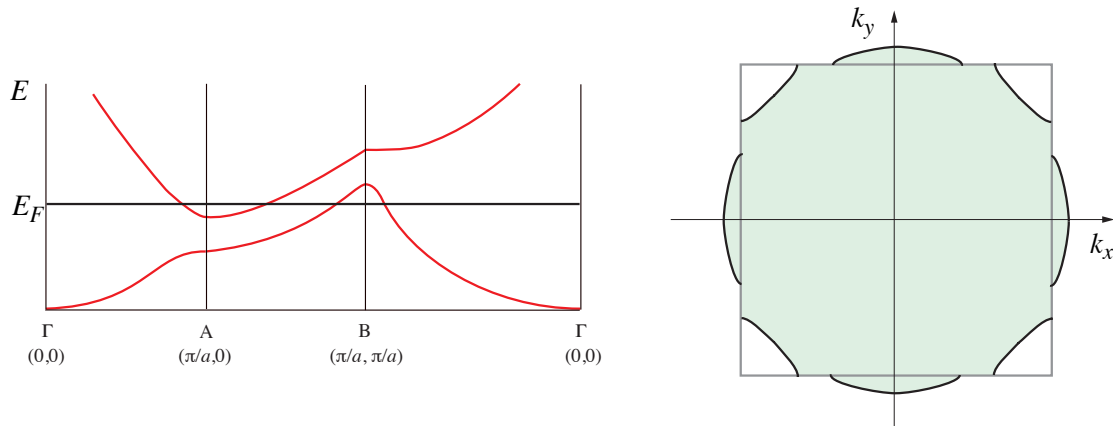 E
E_F
Γ A B Γ
(0,0) (π/a,0) (π/a, π/a) (0,0)
k_y
k_x